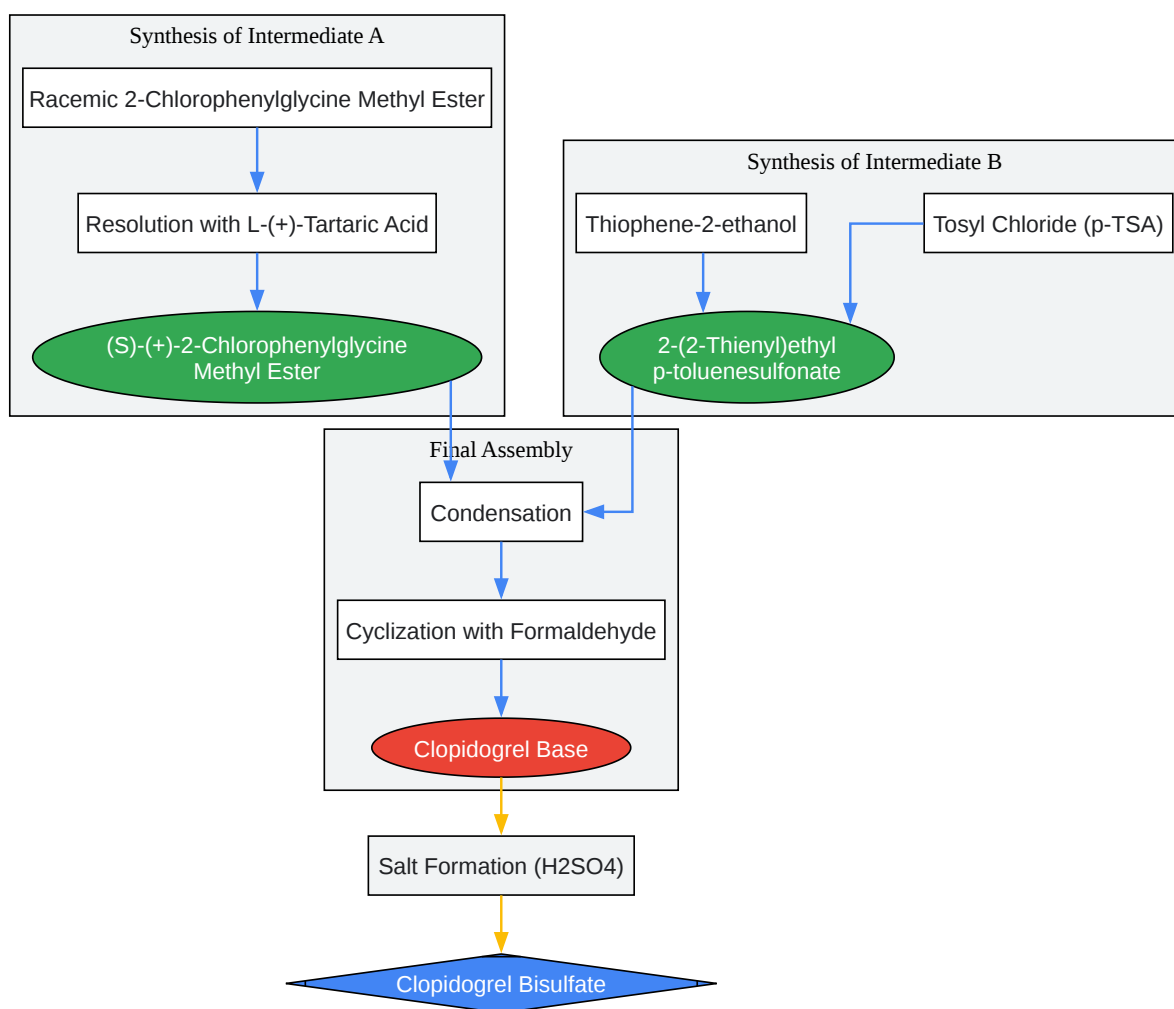 Synthesis of Intermediate A
Racemic 2-Chlorophenylglycine Methyl Ester
Resolution with L-(+)-Tartaric Acid
(S)-(+)-2-Chlorophenylglycine
Methyl Ester
Synthesis of Intermediate B
Thiophene-2-ethanol
Tosyl Chloride (p-TSA)
2-(2-Thienyl)ethyl
p-toluenesulfonate
Final Assembly
Condensation
Cyclization with Formaldehyde
Clopidogrel Base
Salt Formation (H2SO4)
Clopidogrel Bisulfate